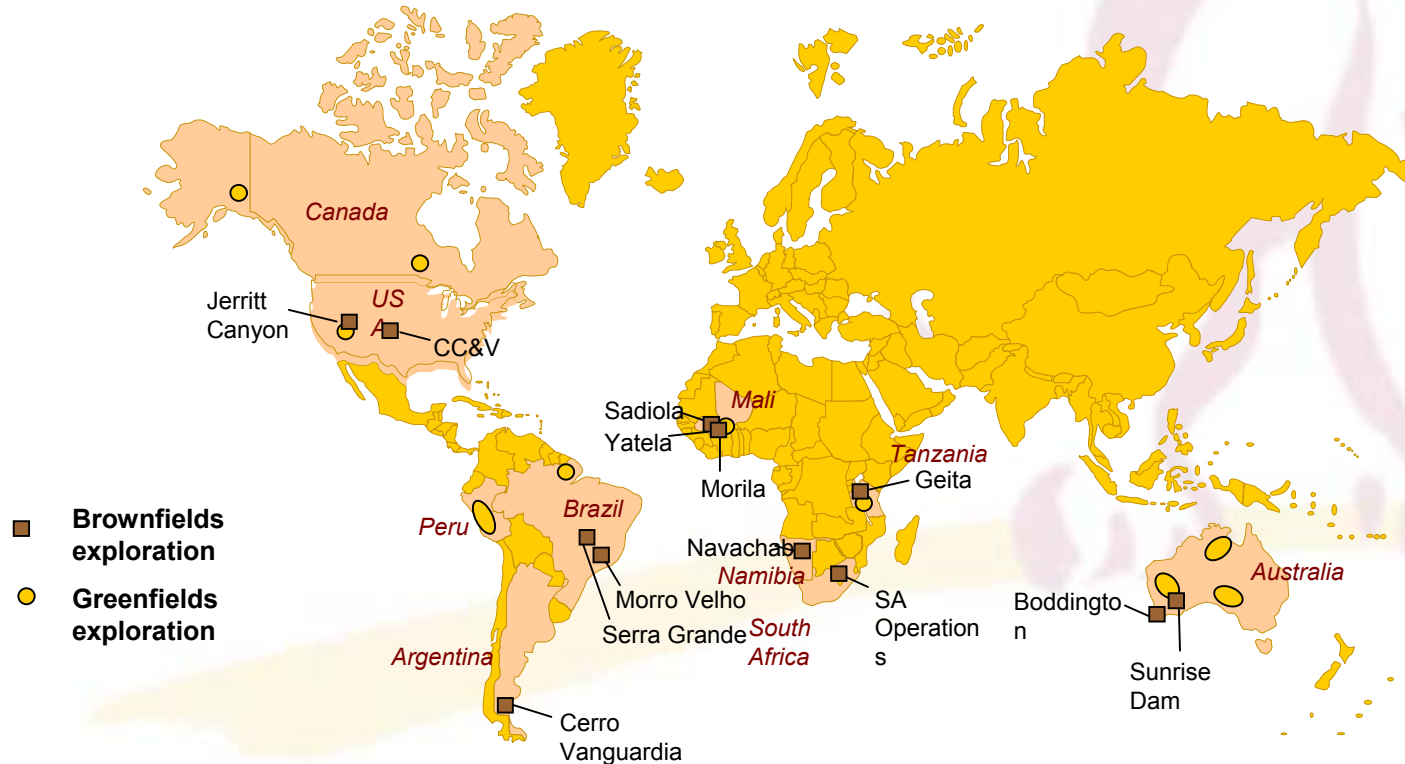 Canada
Jerritt
Canyon
US
A
CC&V
Mali
Sadiola
Yatela
Morila
Tanzania
Geita
Brownfields
exploration
Greenfields
exploration
Peru
Brazil
Morro Velho
Serra Grande
Argentina
Cerro
Vanguardia
Navachab
Namibia
South
Africa
SA
Operation
s
Australia
Boddingto
n
Sunrise
Dam